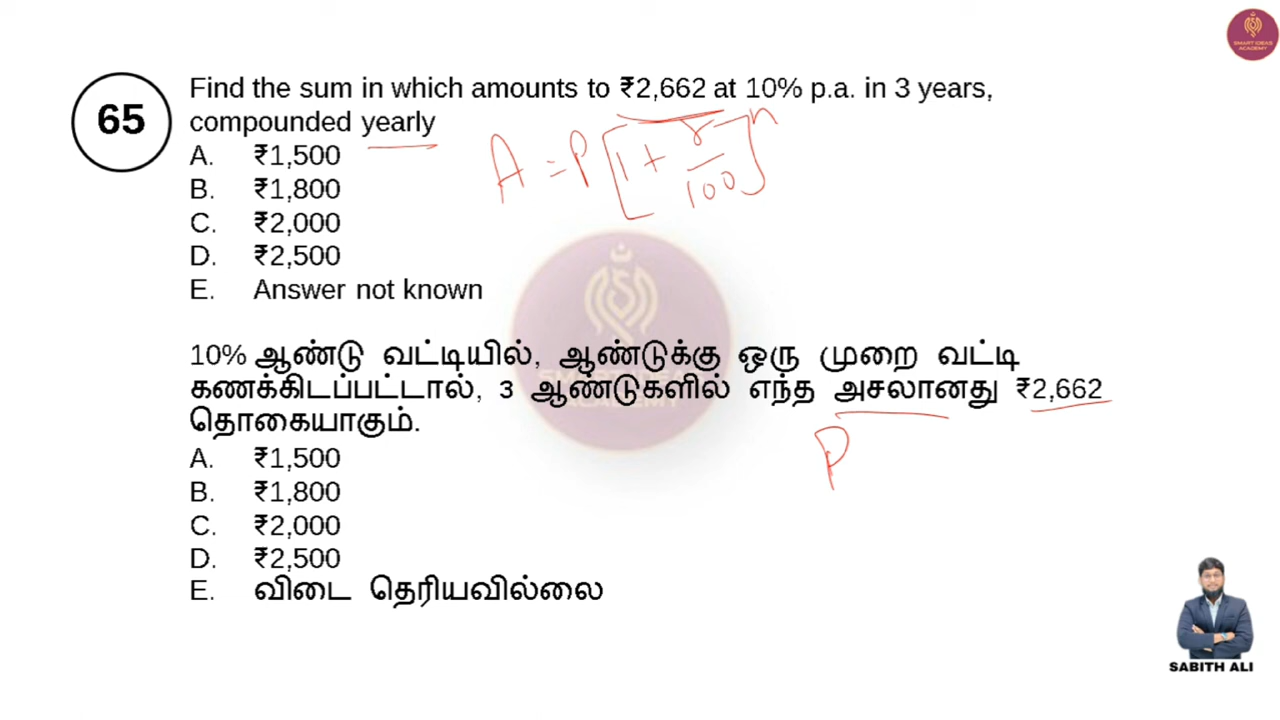 SMART IDEAS
ACADEMY
65
Find the sum in which amounts to ₹2,662 at 10% p.a. in 3 years,
compounded yearly
A = P [1 + r/100]^n
A. ₹1,500
B. ₹1,800
C. ₹2,000
D. ₹2,500
E. Answer not known
10% ஆண்டு வட்டியில், ஆண்டுக்கு ஒரு முறை வட்டி
கணக்கிடப்பட்டால், 3 ஆண்டுகளில் எந்த அசலானது ₹2,662
தொகையாகும்.
P
A. ₹1,500
B. ₹1,800
C. ₹2,000
D. ₹2,500
E. விடை தெரியவில்லை
SABITH ALI